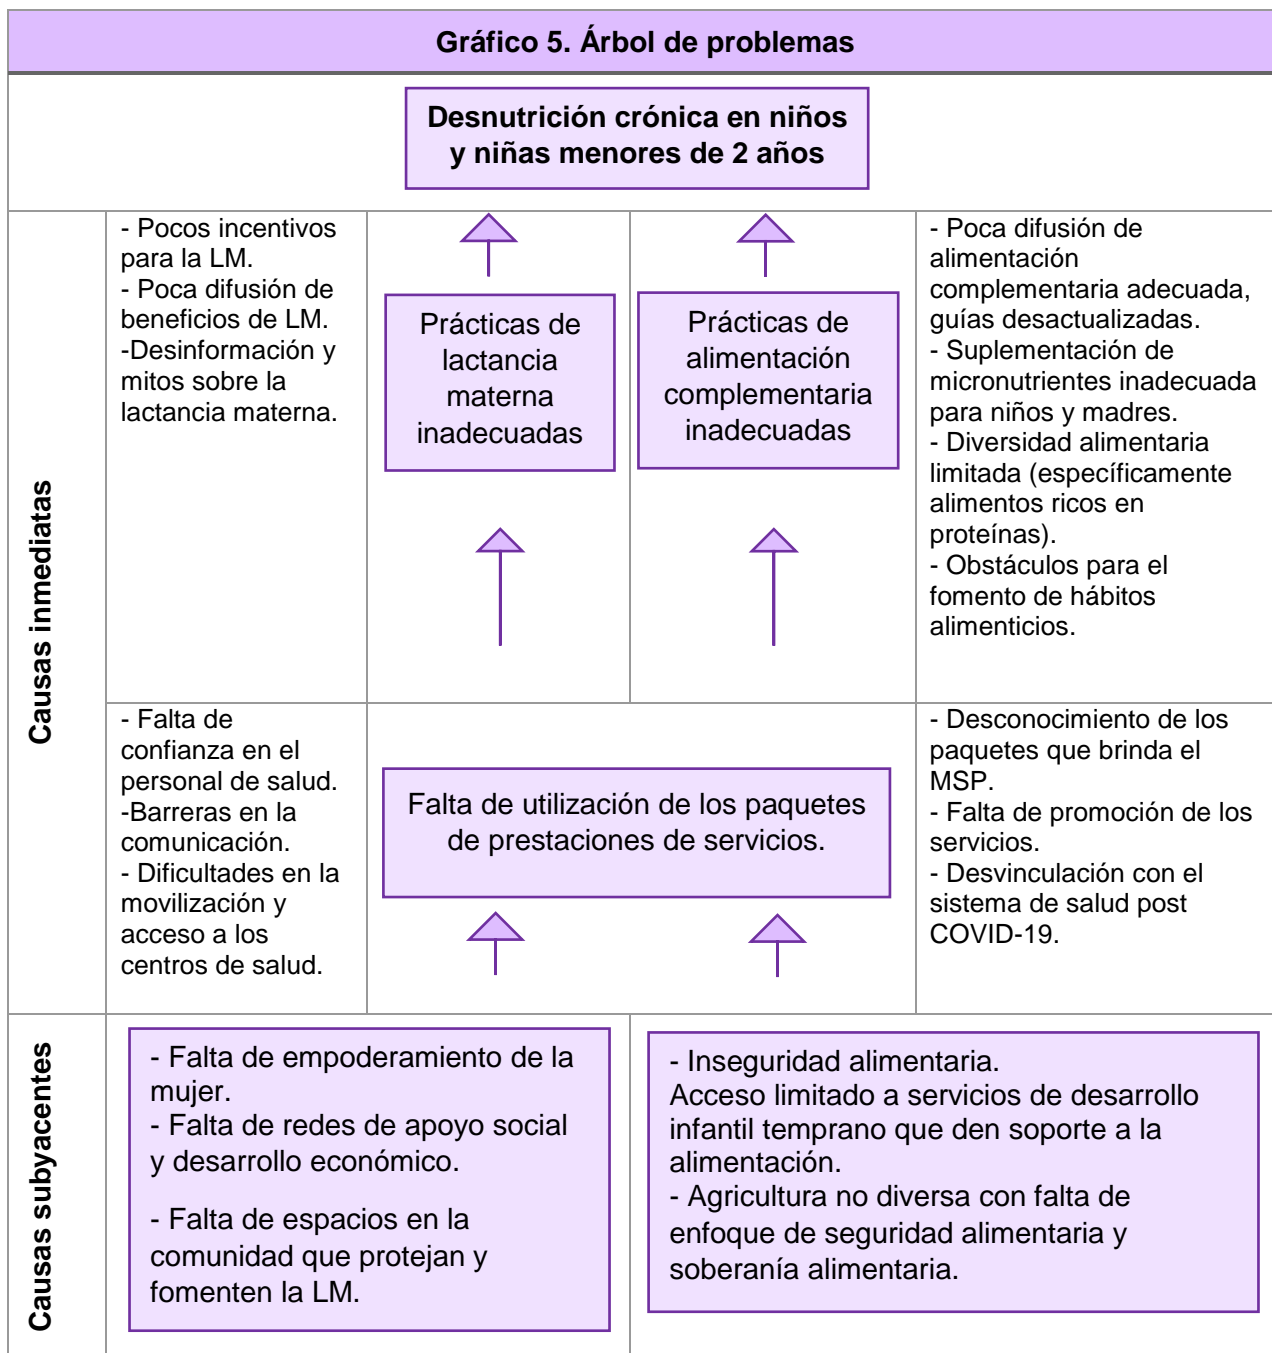 Gráfico 5. Árbol de problemas
Desnutrición crónica en niños
y niñas menores de 2 años
Causas inmediatas
- Pocos incentivos
para la LM.
- Poca difusión de
beneficios de LM.
-Desinformación y
mitos sobre la
lactancia materna.
Prácticas de
lactancia
materna
inadecuadas
Prácticas de
alimentación
complementaria
inadecuadas
- Poca difusión de
alimentación
complementaria adecuada,
guías desactualizadas.
- Suplementación de
micronutrientes inadecuada
para niños y madres.
- Diversidad alimentaria
limitada (específicamente
alimentos ricos en
proteínas).
- Obstáculos para el
fomento de hábitos
alimenticios.
- Falta de
confianza en el
personal de salud.
-Barreras en la
comunicación.
- Dificultades en la
movilización y
acceso a los
centros de salud.
Falta de utilización de los paquetes
de prestaciones de servicios.
- Desconocimiento de los
paquetes que brinda el
MSP.
- Falta de promoción de los
servicios.
- Desvinculación con el
sistema de salud post
COVID-19.
Causas subyacentes
- Falta de empoderamiento de la
mujer.
- Falta de redes de apoyo social
y desarrollo económico.
- Falta de espacios en la
comunidad que protejan y
fomenten la LM.
- Inseguridad alimentaria.
Acceso limitado a servicios de desarrollo
infantil temprano que den soporte a la
alimentación.
- Agricultura no diversa con falta de
enfoque de seguridad alimentaria y
soberanía alimentaria.